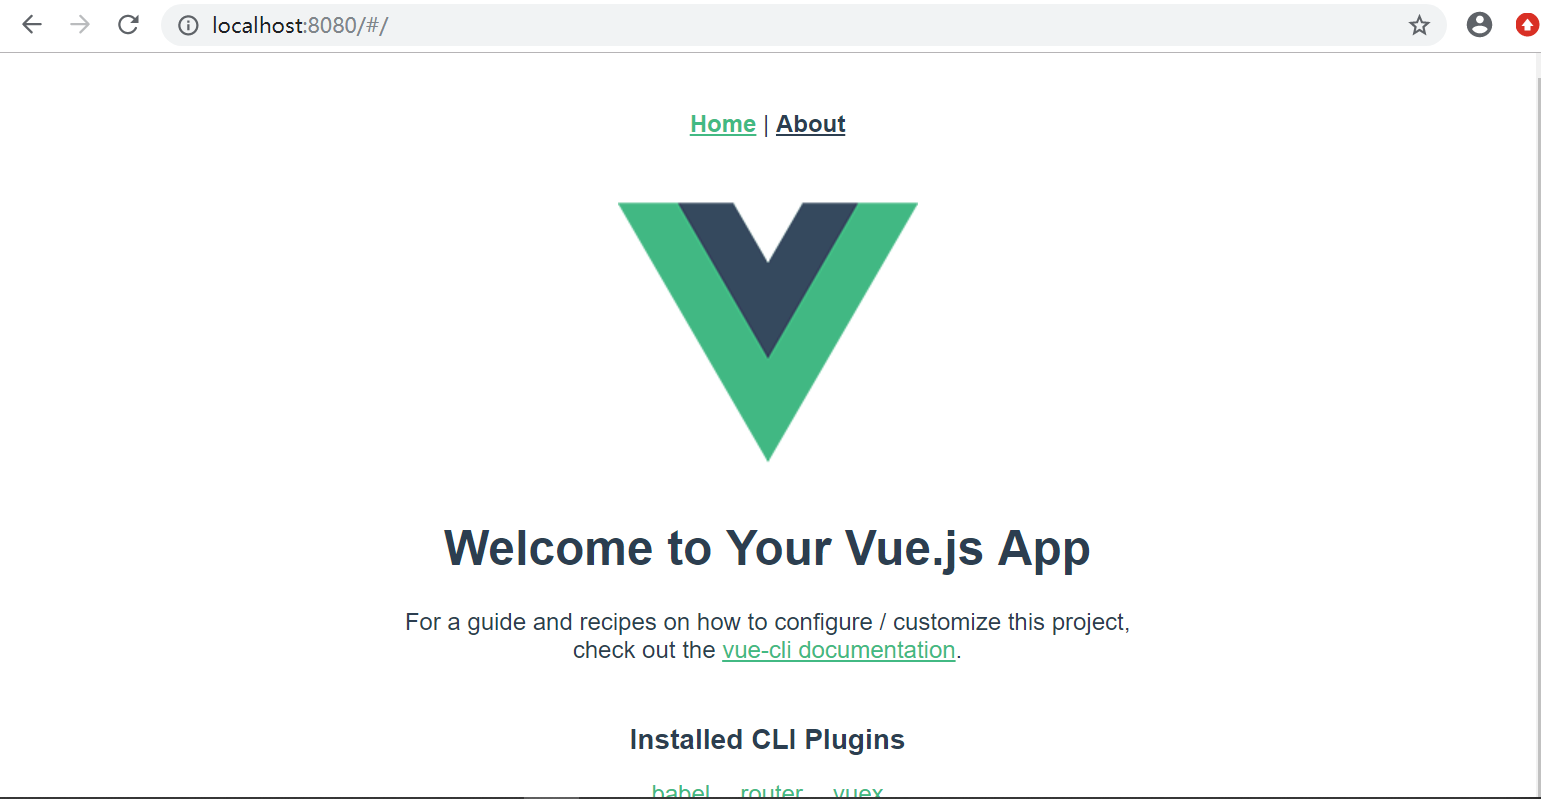 localhost:8080/#/
Home | About
Welcome to Your Vue.js App
For a guide and recipes on how to configure / customize this project,
check out the vue-cli documentation.
Installed CLI Plugins
babel router vuex